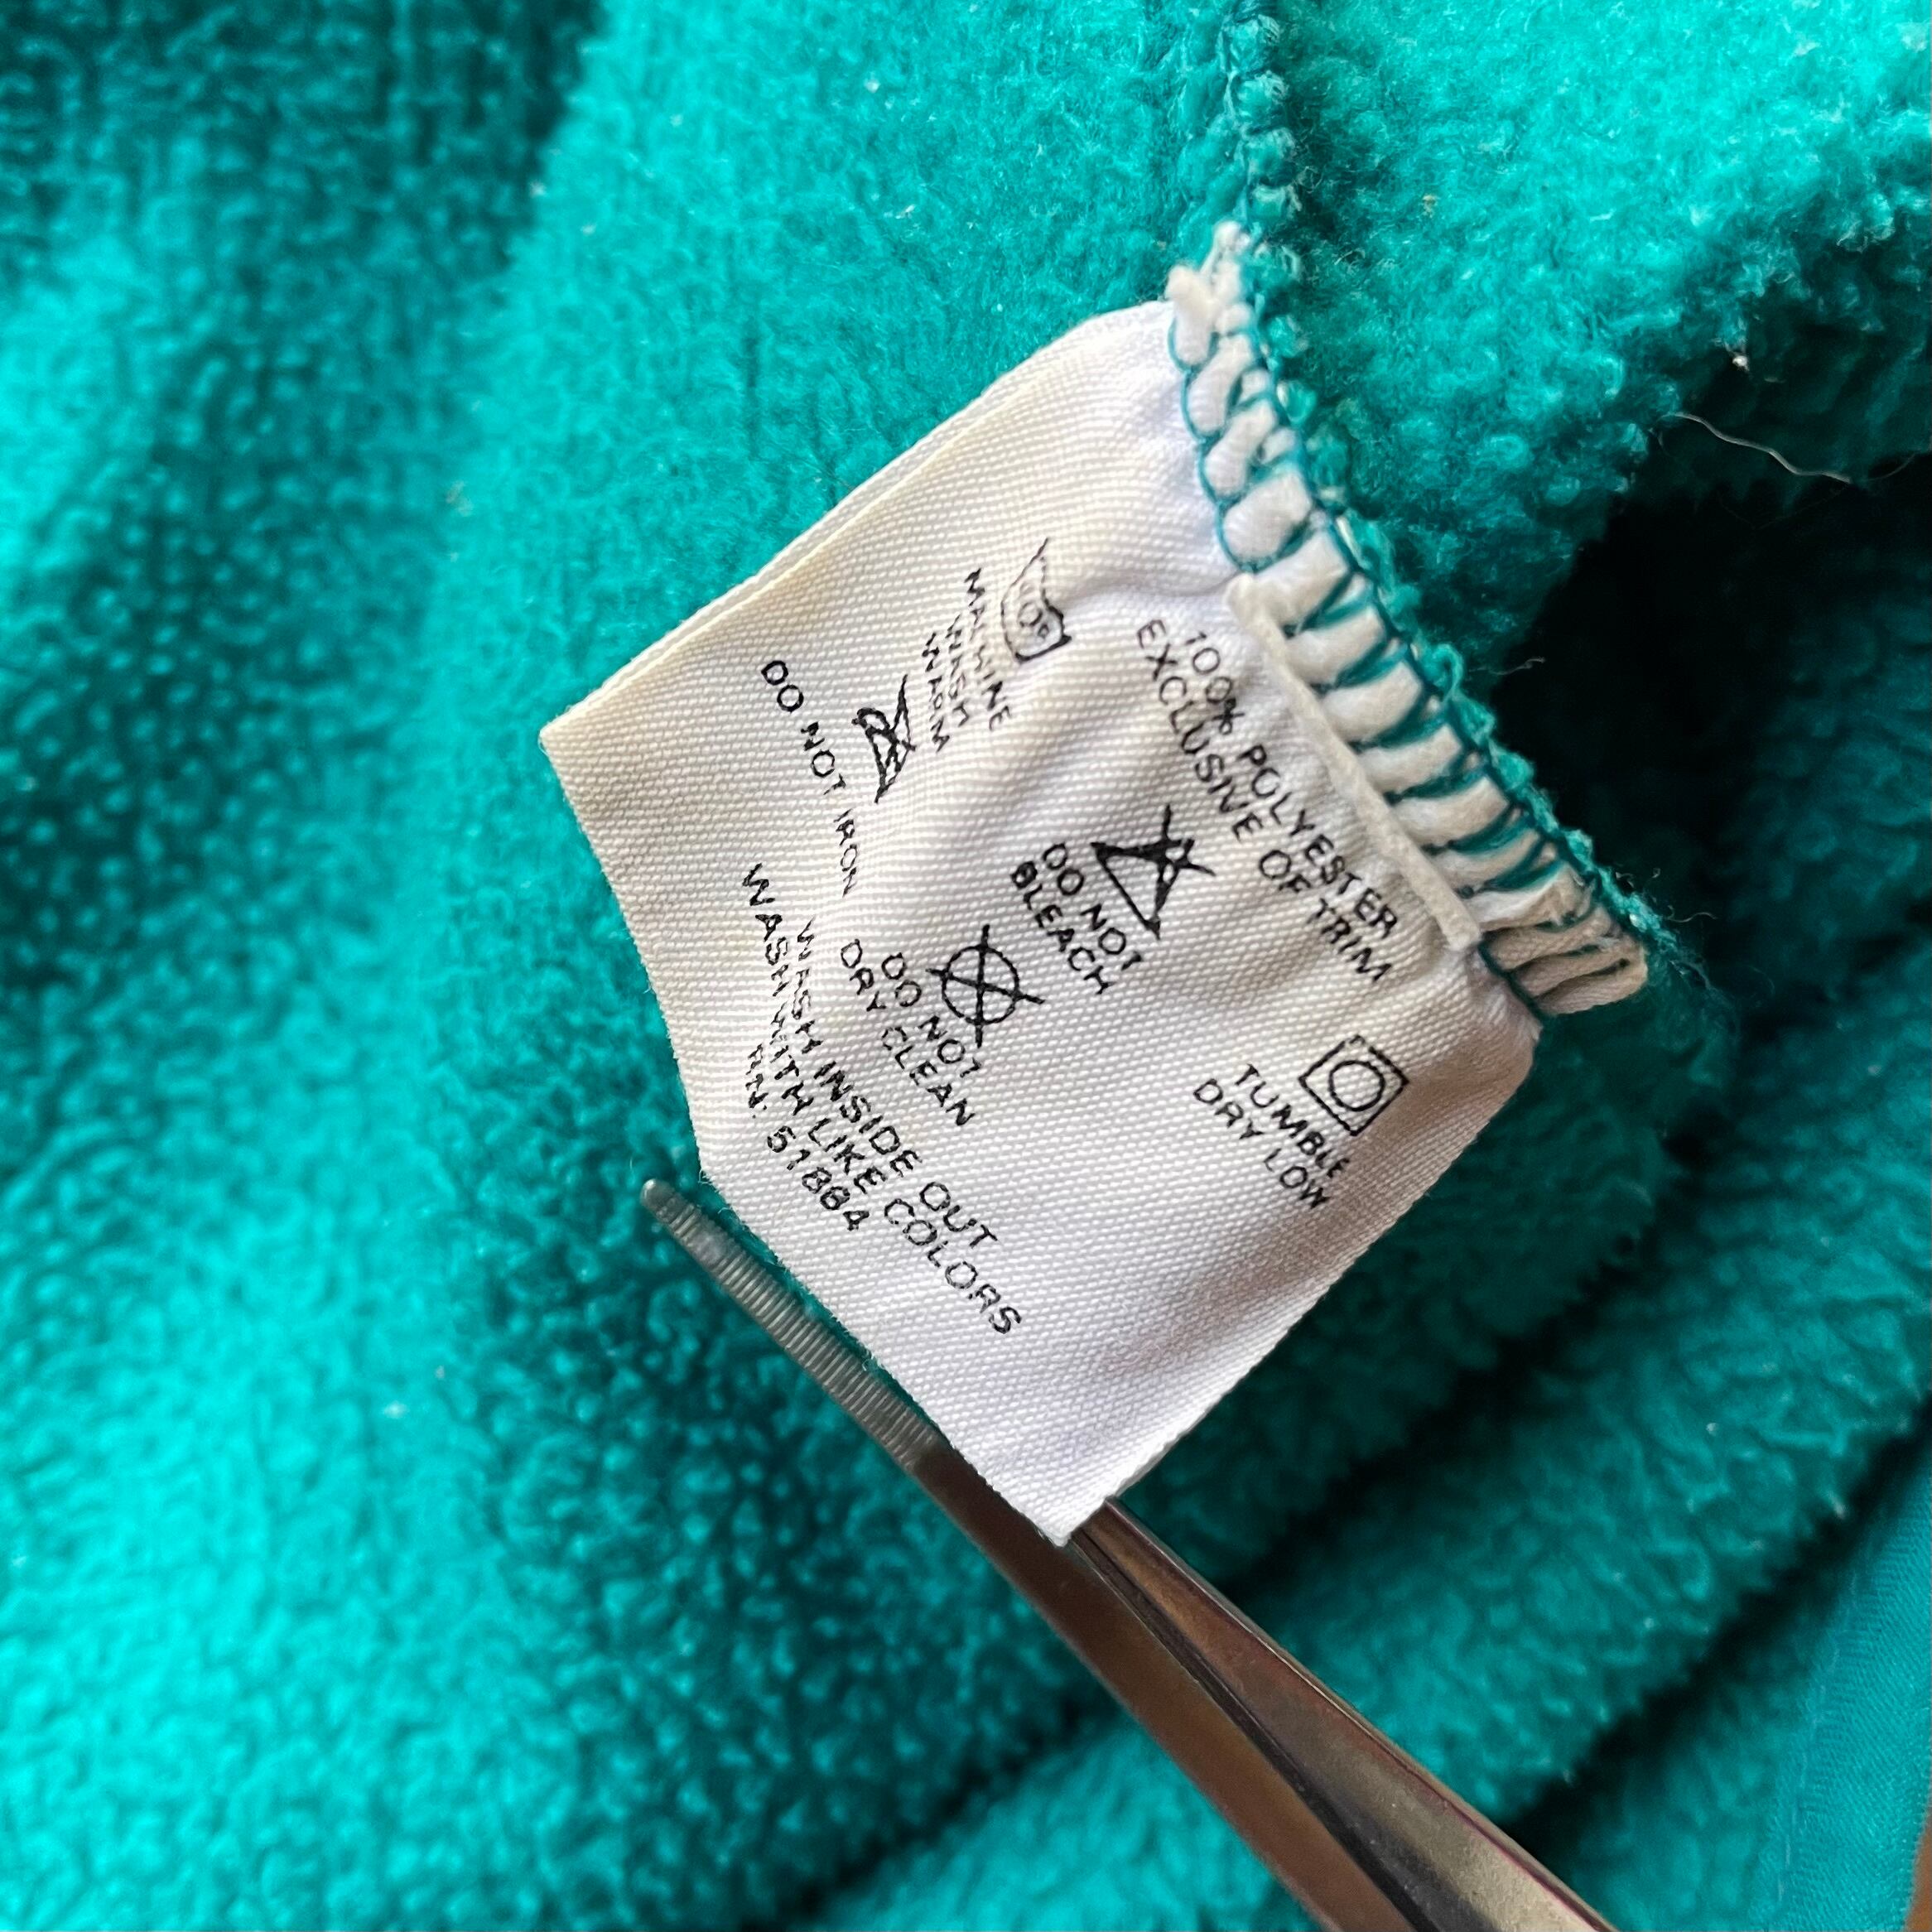 100% POLYESTER
EXCLUSIVE OF TRIM
MACHINE
WASH
WARM
DO NOT
BLEACH
TUMBLE
DRY LOW
DO NOT IRON
DO NOT
DRY CLEAN
WASH INSIDE OUT
WASH WITH LIKE COLORS
RN: 51884